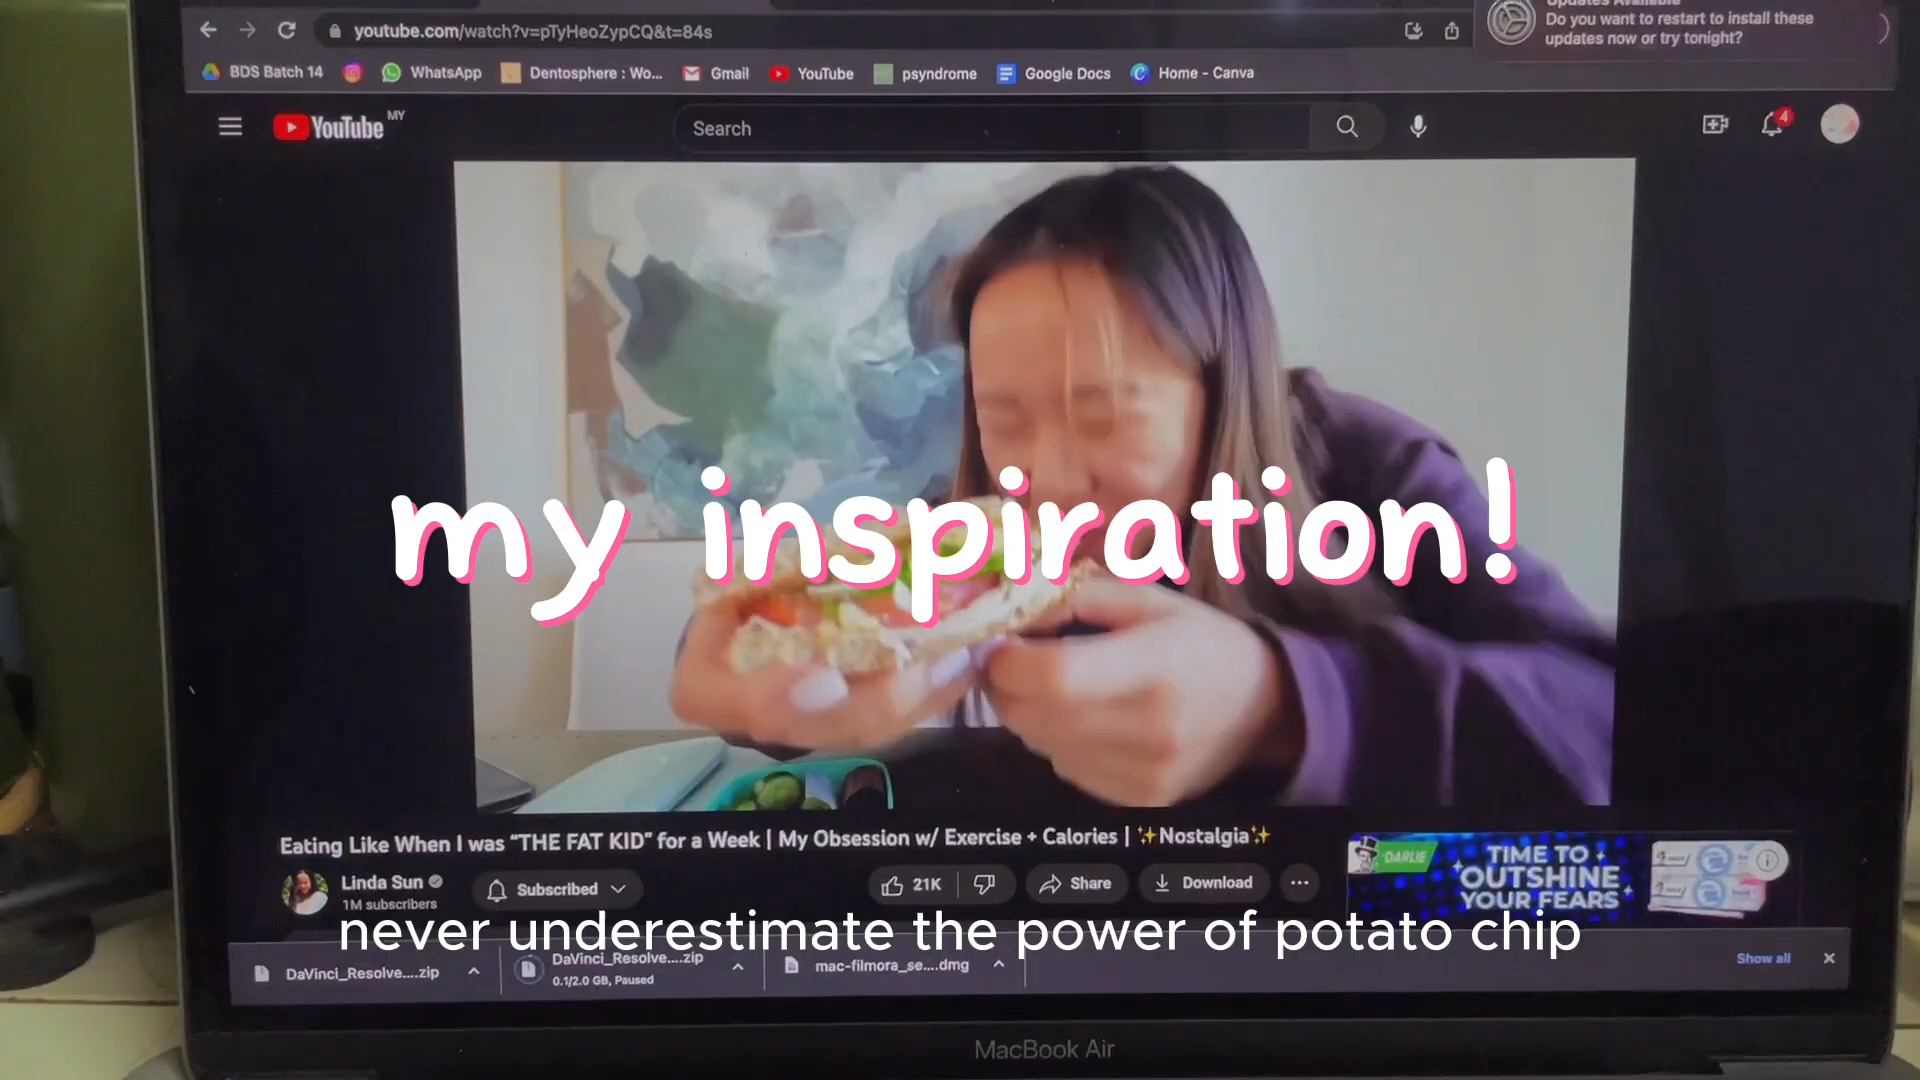 Updates Available
Do you want to restart to install these
updates now or try tonight?
youtube.com/watch?v=pTyHeoZypCQ&t=84s
BDS Batch 14
WhatsApp
Dentosphere : Wo...
Gmail
YouTube
psyndrome
Google Docs
Home - Canva
YouTube MY
Search
4
my inspiration!
Eating Like When I was “THE FAT KID” for a Week | My Obsession w/ Exercise + Calories | ✨Nostalgia✨
Linda Sun
1M subscribers
Subscribed
21K
Share
Download
DARLIE
TIME TO
OUTSHINE
YOUR FEARS
never underestimate the power of potato chip
DaVinci_Resolve....zip
DaVinci_Resolve....zip
0.1/2.0 GB, Paused
mac-filmora_se....dmg
Show all
MacBook Air